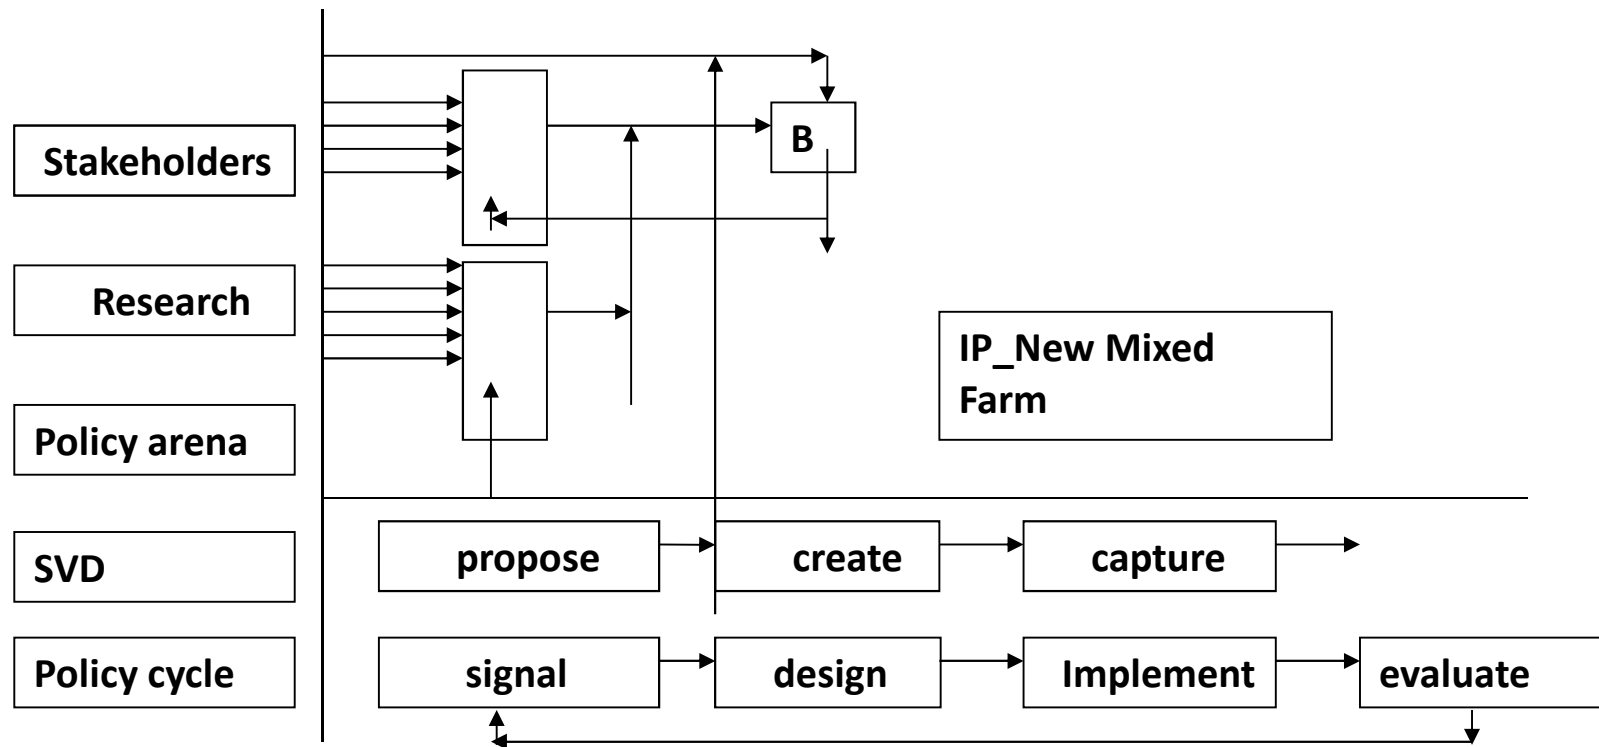 Stakeholders
B
Research
IP_New Mixed
Farm
Policy arena
SVD
propose
create
capture
Policy cycle
signal
design
Implement
evaluate